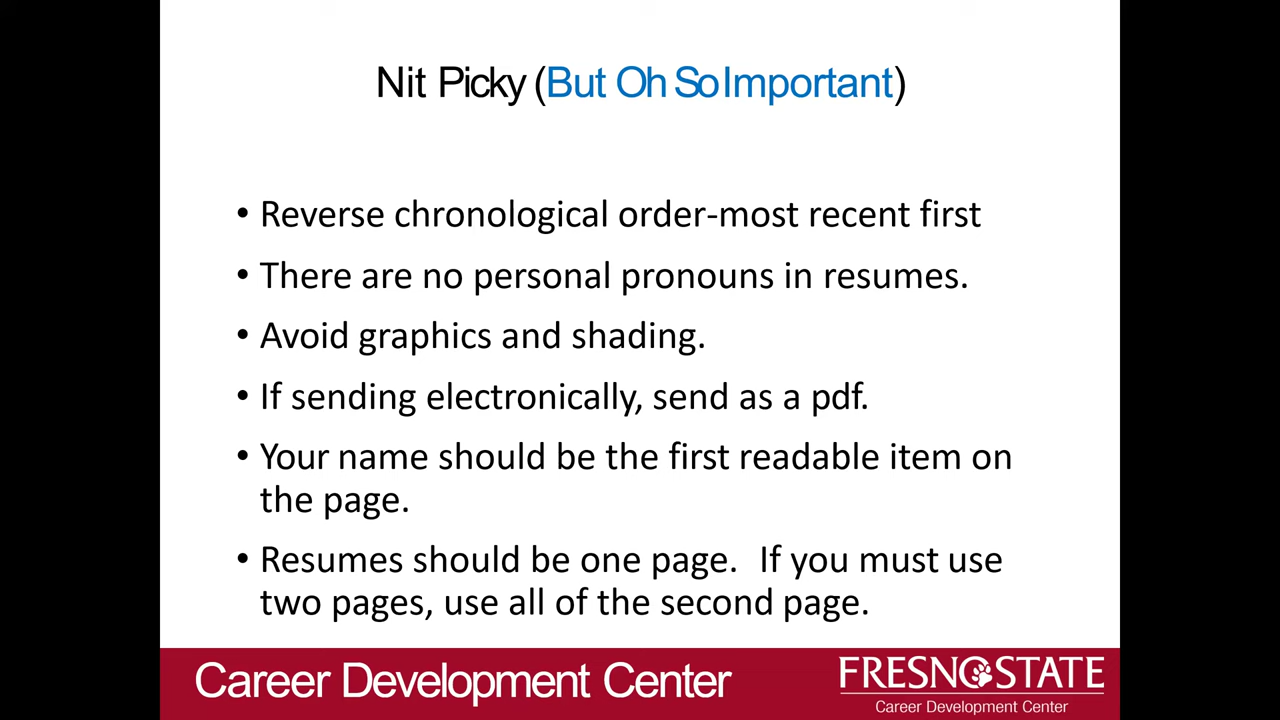 Nit Picky (But Oh So Important)
• Reverse chronological order-most recent first
• There are no personal pronouns in resumes.
• Avoid graphics and shading.
• If sending electronically, send as a pdf.
• Your name should be the first readable item on
the page.
• Resumes should be one page.  If you must use
two pages, use all of the second page.
Career Development Center
FRESNO STATE
Career Development Center